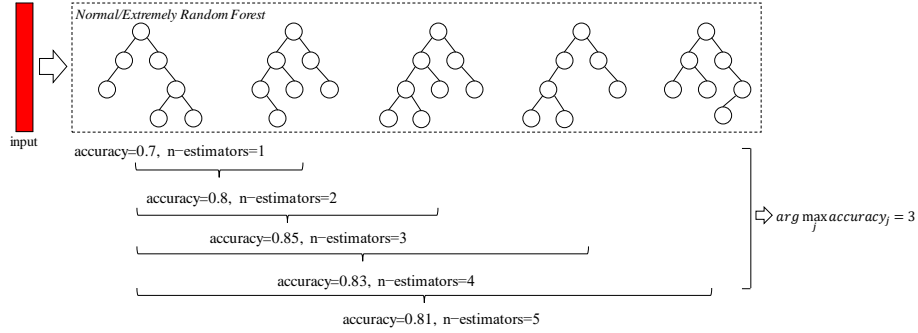 Normal/Extremely Random Forest
input
accuracy=0.7, n−estimators=1
accuracy=0.8, n−estimators=2
accuracy=0.85, n−estimators=3
accuracy=0.83, n−estimators=4
accuracy=0.81, n−estimators=5
arg max accuracy_j = 3
j